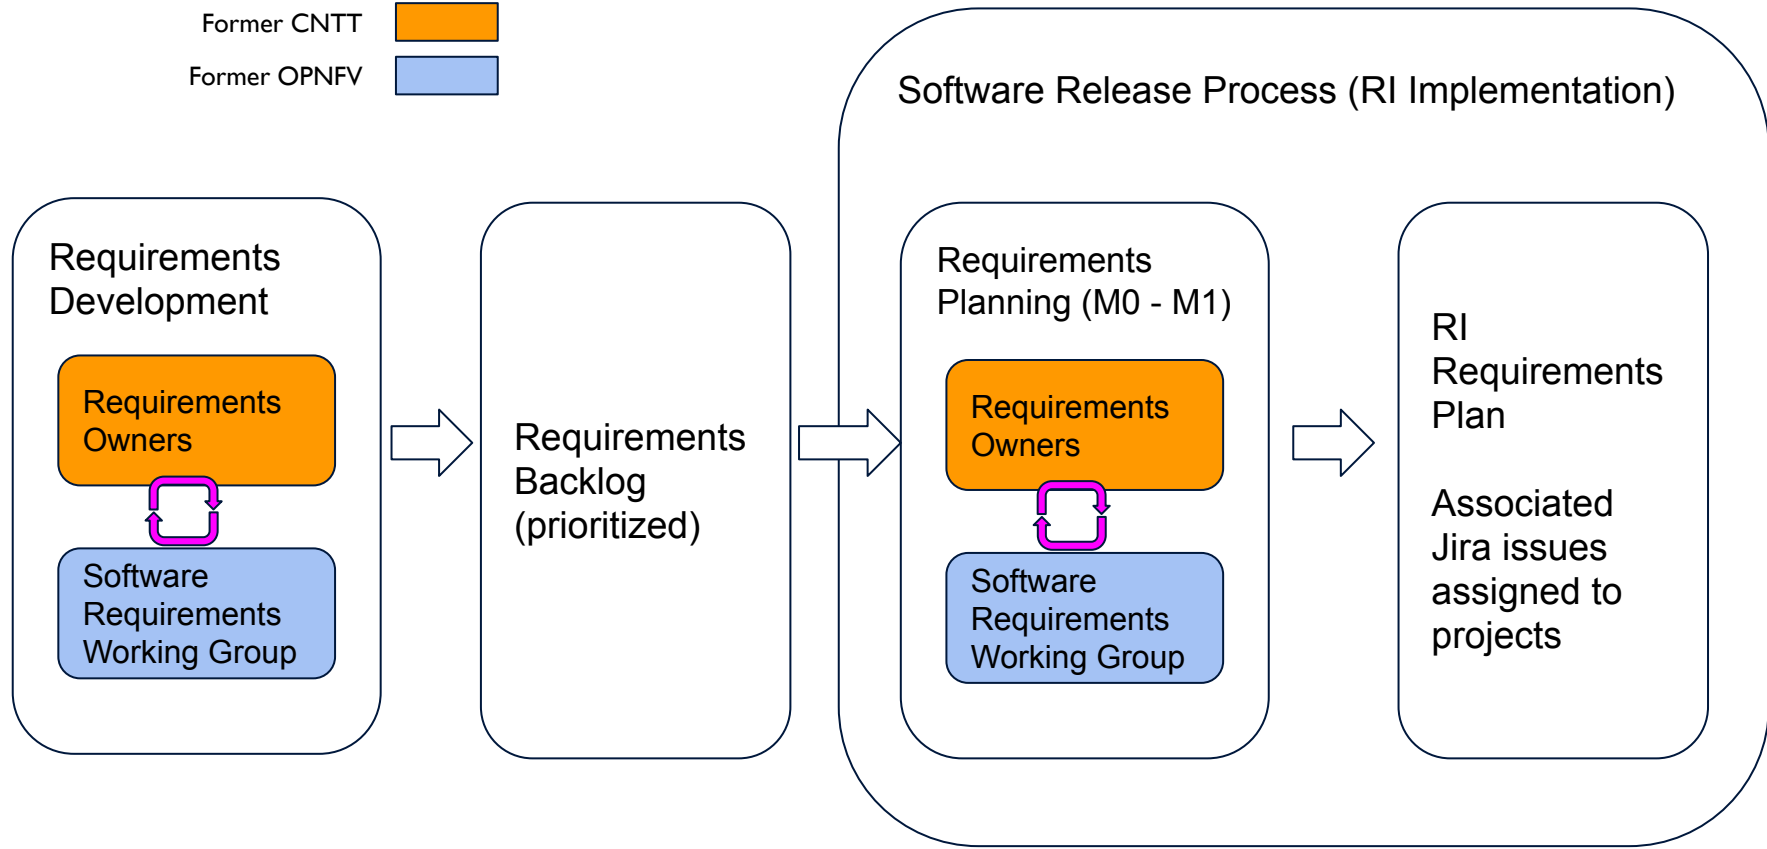 Former CNTT
Former OPNFV
Software Release Process (RI Implementation)
Requirements
Development
Requirements
Owners
Software
Requirements
Working Group
Requirements
Backlog
(prioritized)
Requirements
Planning (M0 - M1)
Requirements
Owners
Software
Requirements
Working Group
RI
Requirements
Plan
Associated
Jira issues
assigned to
projects